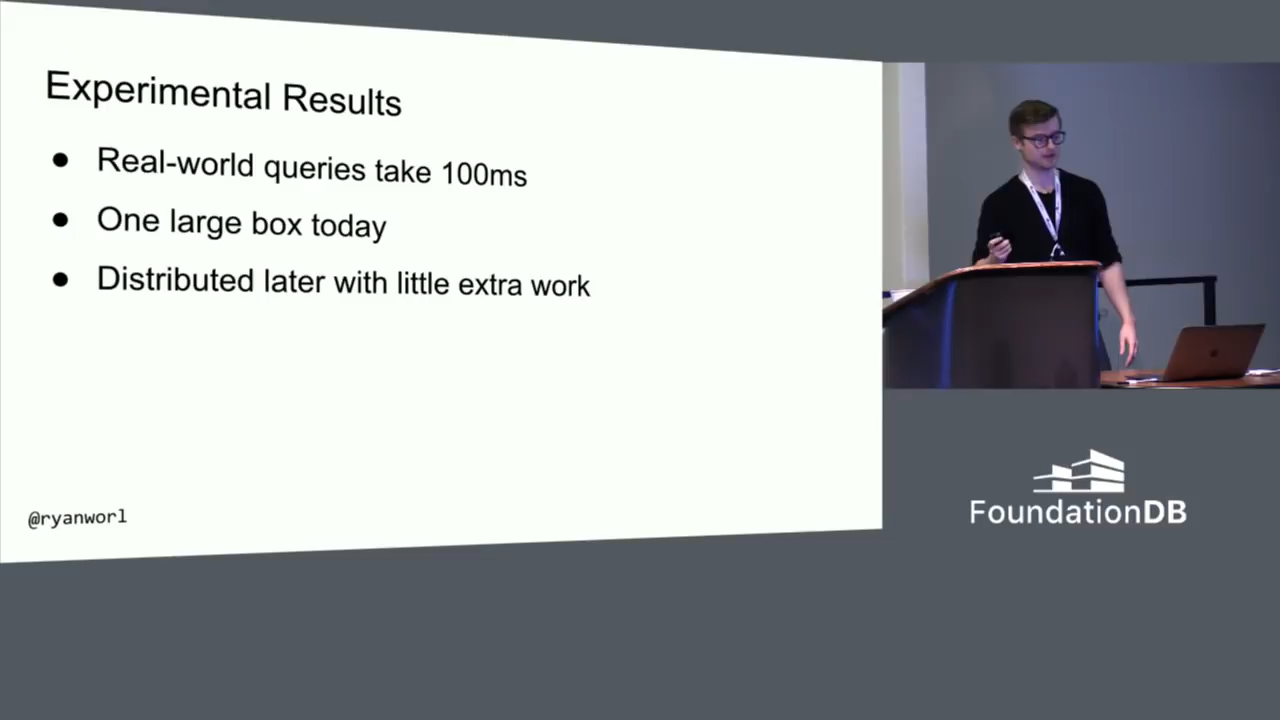 Experimental Results
● Real-world queries take 100ms
● One large box today
● Distributed later with little extra work
@ryanworl
FoundationDB